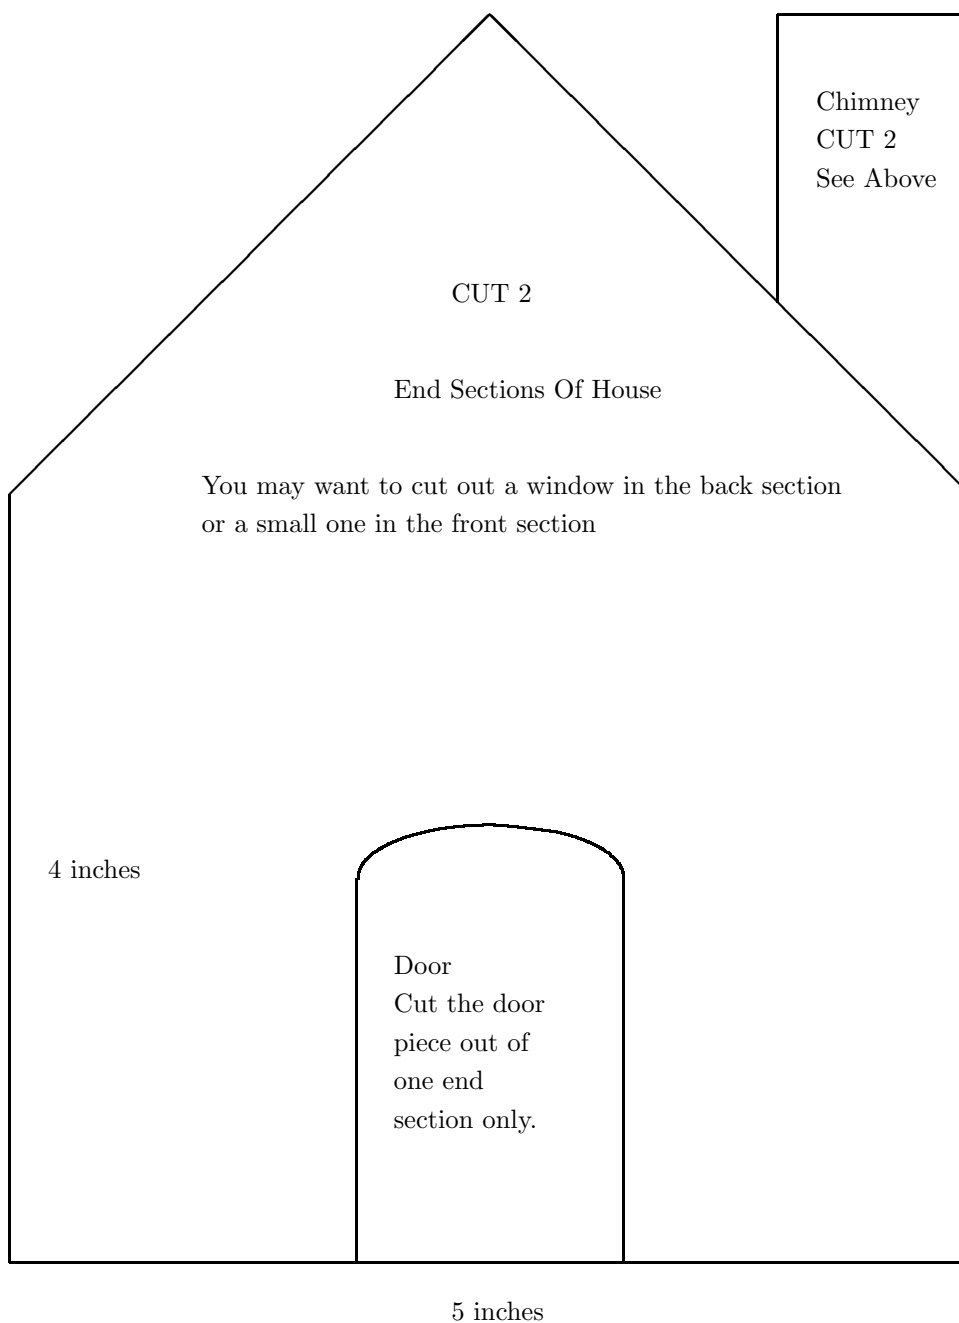 Chimney
CUT 2
See Above
CUT 2
End Sections Of House
You may want to cut out a window in the back section
or a small one in the front section
4 inches
Door
Cut the door
piece out of
one end
section only.
5 inches